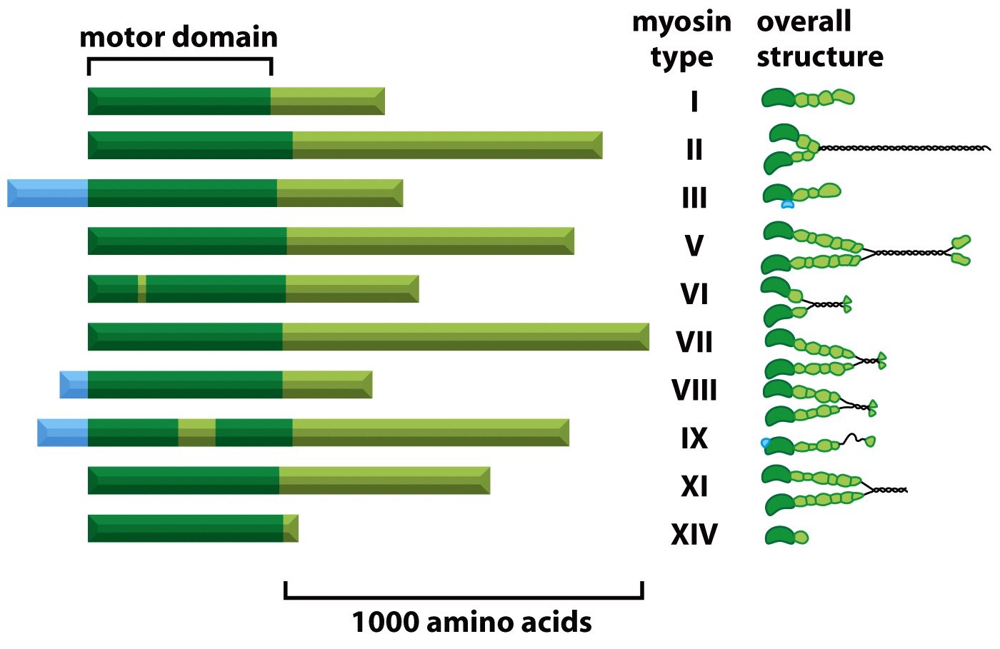 motor domain
myosin type
overall structure
I
II
III
V
VI
VII
VIII
IX
XI
XIV
1000 amino acids